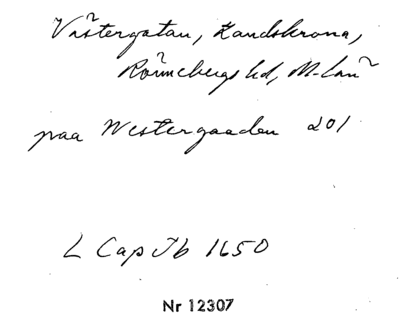 Västergatan, Landskrona,
Rönnebergs hd, M-län
paa Westergaaden 201
L Cap Jb 1650
Nr 12307